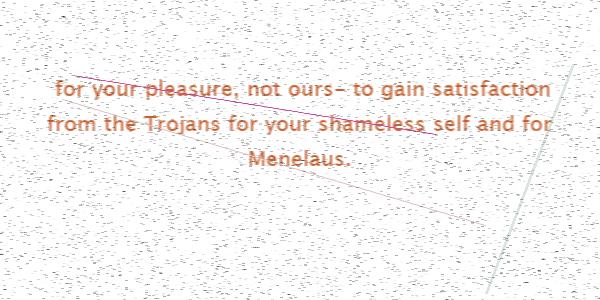 for your pleasure, not ours- to gain satisfaction
from the Trojans for your shameless self and for
Menelaus.